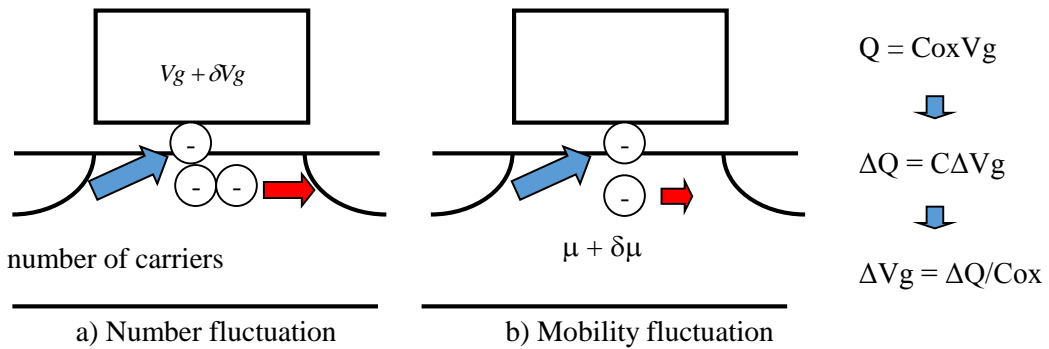 Vg + δVg
-
- -
number of carriers
a) Number fluctuation
-
-
μ + δμ
b) Mobility fluctuation
Q = CoxVg
ΔQ = CΔVg
ΔVg = ΔQ/Cox